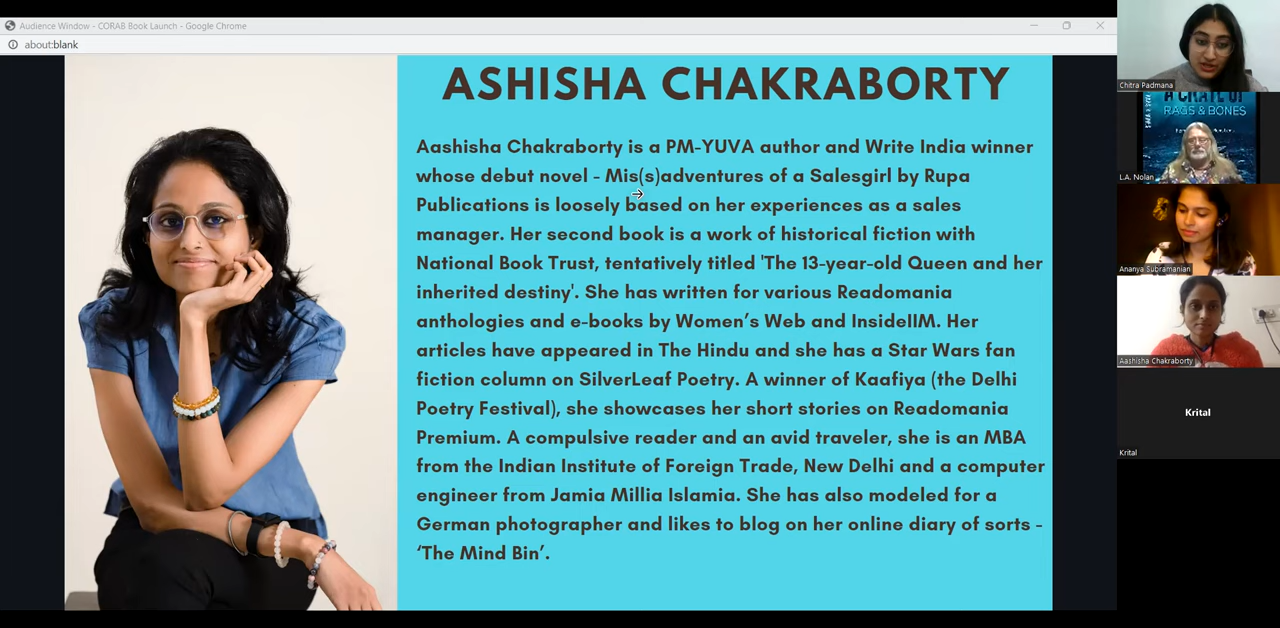 Audience Window - CORAB Book Launch - Google Chrome
about:blank
ASHISHA CHAKRABORTY
Aashisha Chakraborty is a PM-YUVA author and Write India winner
whose debut novel - Mis(s)adventures of a Salesgirl by Rupa
Publications is loosely based on her experiences as a sales
manager. Her second book is a work of historical fiction with
National Book Trust, tentatively titled 'The 13-year-old Queen and her
inherited destiny'. She has written for various Readomania
anthologies and e-books by Women’s Web and InsideIIM. Her
articles have appeared in The Hindu and she has a Star Wars fan
fiction column on SilverLeaf Poetry. A winner of Kaafiya (the Delhi
Poetry Festival), she showcases her short stories on Readomania
Premium. A compulsive reader and an avid traveler, she is an MBA
from the Indian Institute of Foreign Trade, New Delhi and a computer
engineer from Jamia Millia Islamia. She has also modeled for a
German photographer and likes to blog on her online diary of sorts -
‘The Mind Bin’.
Chitra Padmana
A CRATE OF
RAGS & BONES
L.A. Nolan
Ananya Subramanian
Aashisha Chakraborty
Krital
Krital